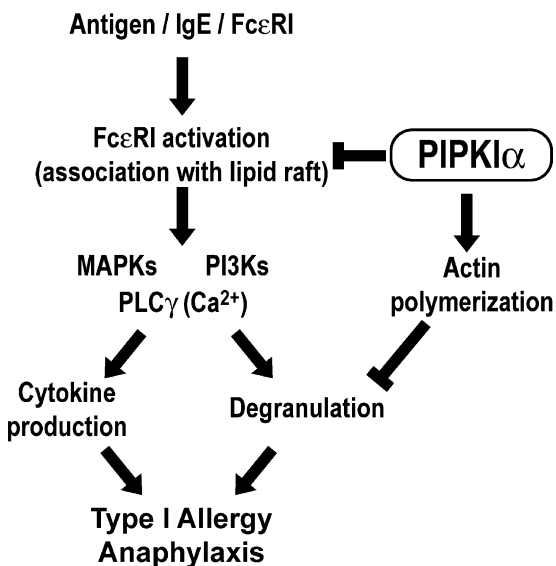 Antigen / IgE / FcεRI
FcεRI activation
(association with lipid raft)
PIPKIα
MAPKs PI3Ks
PLCγ (Ca²⁺)
Actin
polymerization
Cytokine
production
Degranulation
Type I Allergy
Anaphylaxis